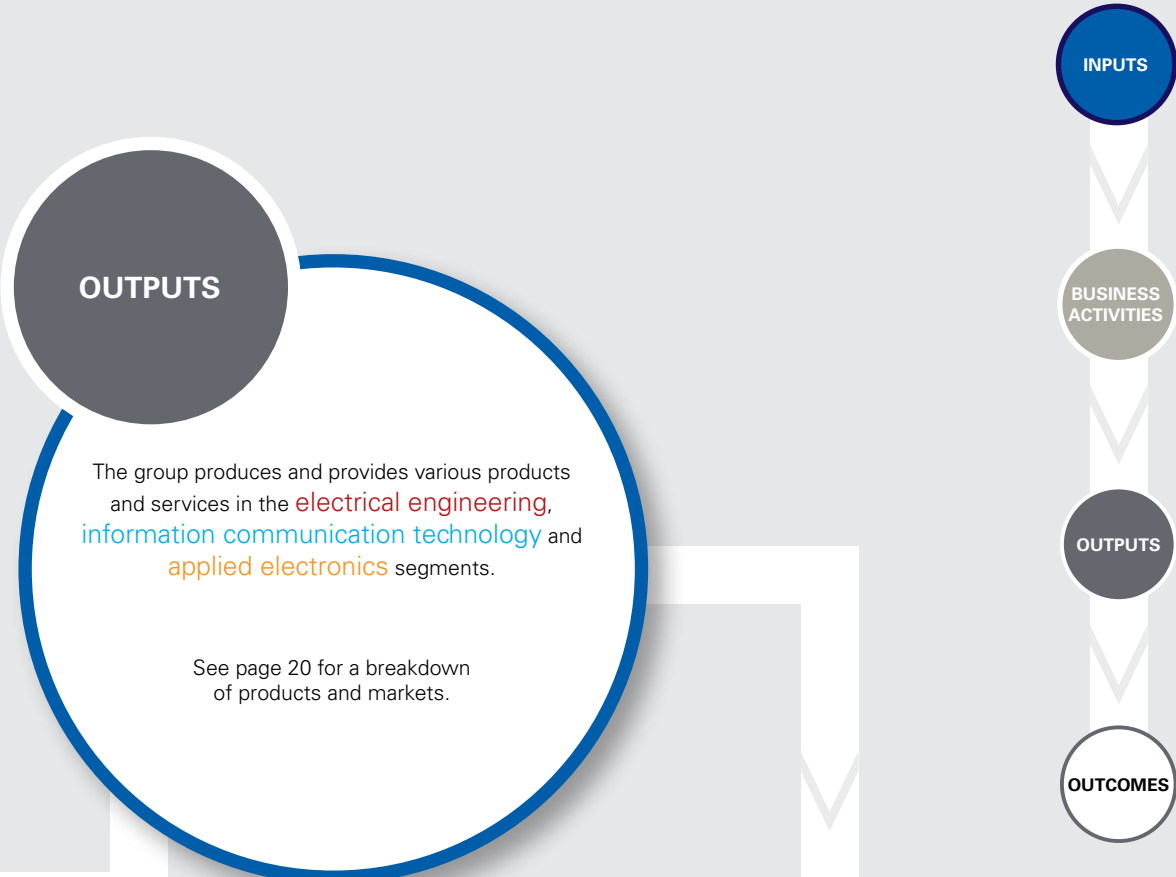 OUTPUTS
The group produces and provides various products
and services in the electrical engineering,
information communication technology and
applied electronics segments.
See page 20 for a breakdown
of products and markets.
INPUTS
BUSINESS
ACTIVITIES
OUTPUTS
OUTCOMES